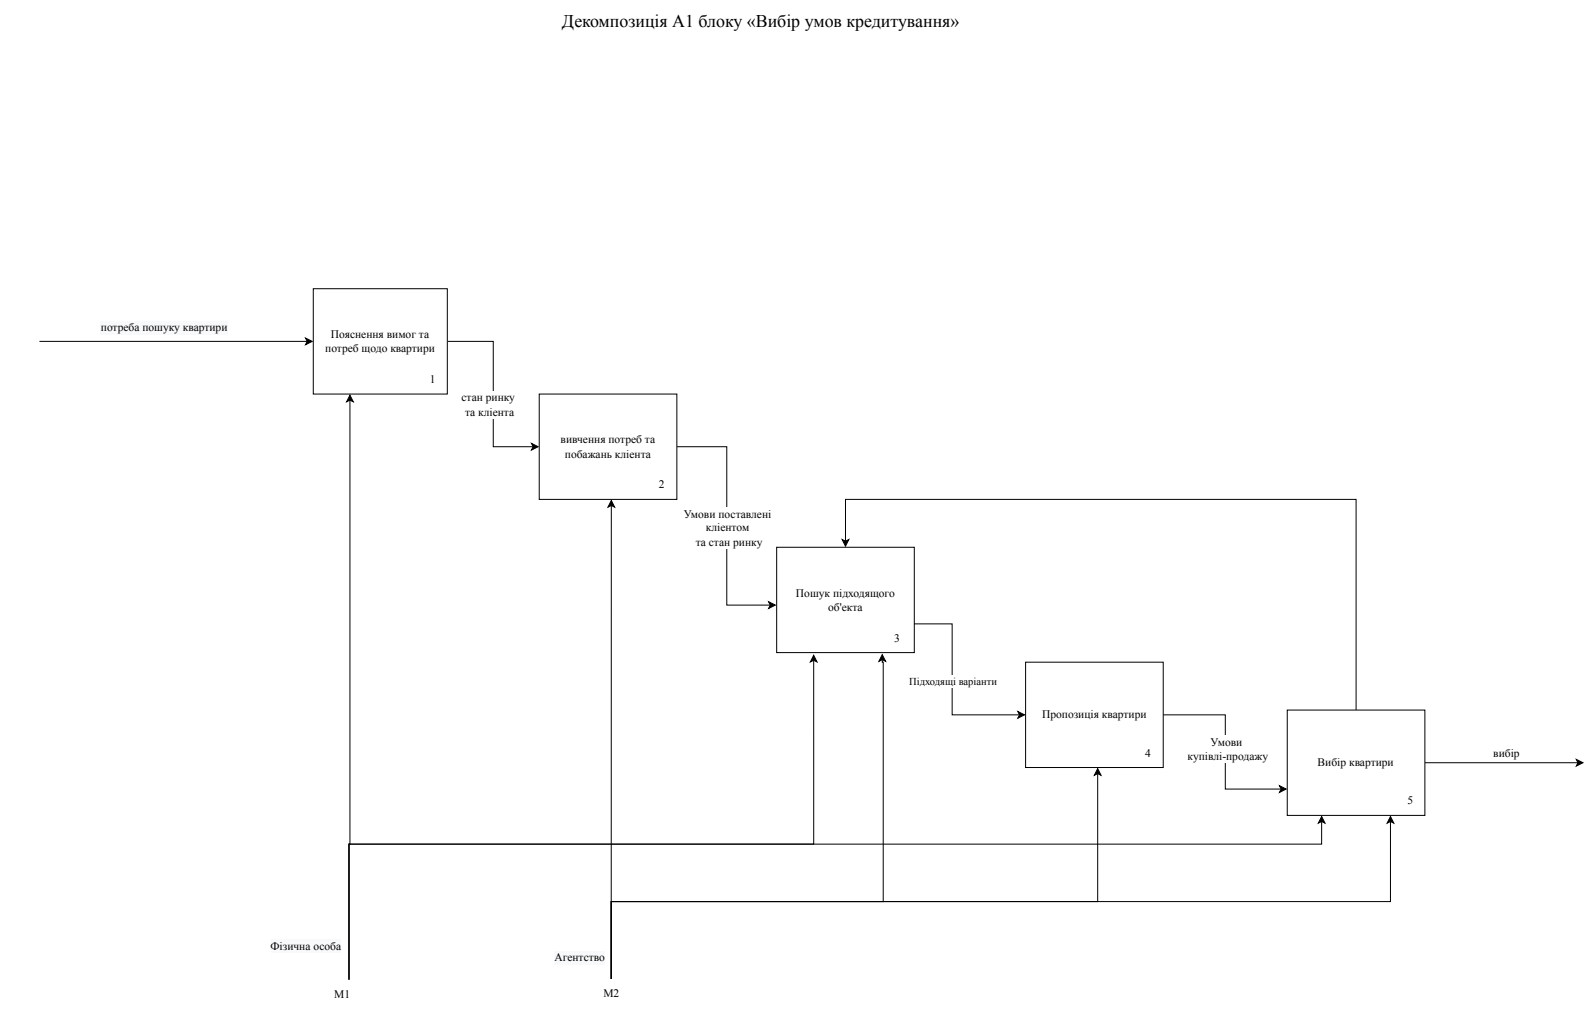 Декомпозиція А1 блоку «Вибір умов кредитування»
потреба пошуку квартири
Пояснення вимог та
потреб щодо квартири
1
стан ринку
та клієнта
вивчення потреб та
побажань клієнта
2
Умови поставлені
клієнтом
та стан ринку
Пошук підходящого
об'єкта
3
Підходящі варіанти
Пропозиція квартири
4
Умови
купівлі-продажу
Вибір квартири
5
вибір
Фізична особа
М1
Агентство
М2